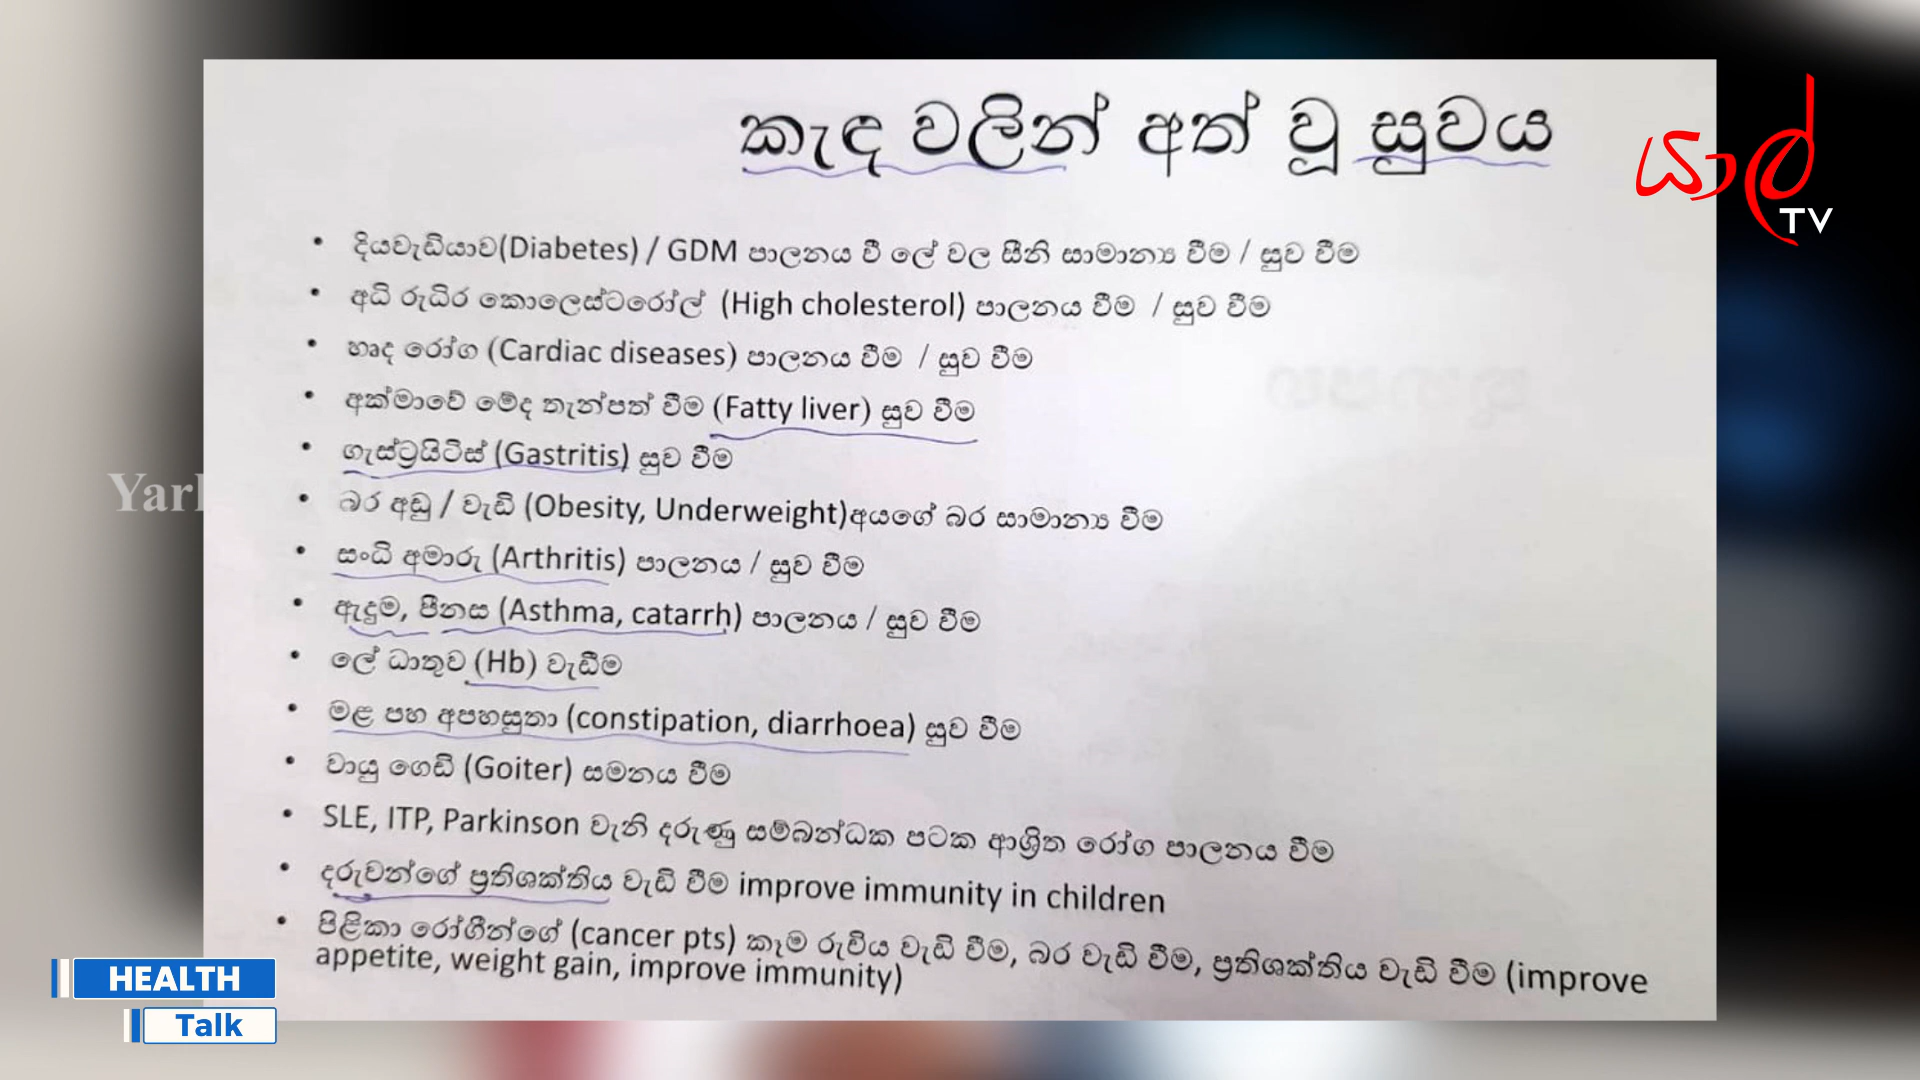 කැඳ වලින් අත් වූ සුවය
யாழ்
TV
• දියවැඩියාව(Diabetes) / GDM පාලනය වී ලේ වල සීනි සාමාන්‍ය වීම / සුව වීම
• අධි රුධිර කොලෙස්ටරෝල් (High cholesterol) පාලනය වීම / සුව වීම
• හෘද රෝග (Cardiac diseases) පාලනය වීම / සුව වීම
• අක්මාවේ මේද තැන්පත් වීම (Fatty liver) සුව වීම
• ගැස්ට්‍රයිටිස් (Gastritis) සුව වීම
Yarl
• බර අඩු / වැඩි (Obesity, Underweight)අයගේ බර සාමාන්‍ය වීම
• සංධි අමාරු (Arthritis) පාලනය / සුව වීම
• ඇදුම, පීනස (Asthma, catarrh) පාලනය / සුව වීම
• ලේ ධාතුව (Hb) වැඩීම
• මළ පහ අපහසුතා (constipation, diarrhoea) සුව වීම
• වායු ගෙඩි (Goiter) සමනය වීම
• SLE, ITP, Parkinson වැනි දරුණු සම්බන්ධක පටක ආශ්‍රිත රෝග පාලනය වීම
• දරුවන්ගේ ප්‍රතිශක්තිය වැඩි වීම improve immunity in children
• පිළිකා රෝගීන්ගේ (cancer pts) කෑම රුචිය වැඩි වීම, බර වැඩි වීම, ප්‍රතිශක්තිය වැඩි වීම (improve
appetite, weight gain, improve immunity)
HEALTH
Talk